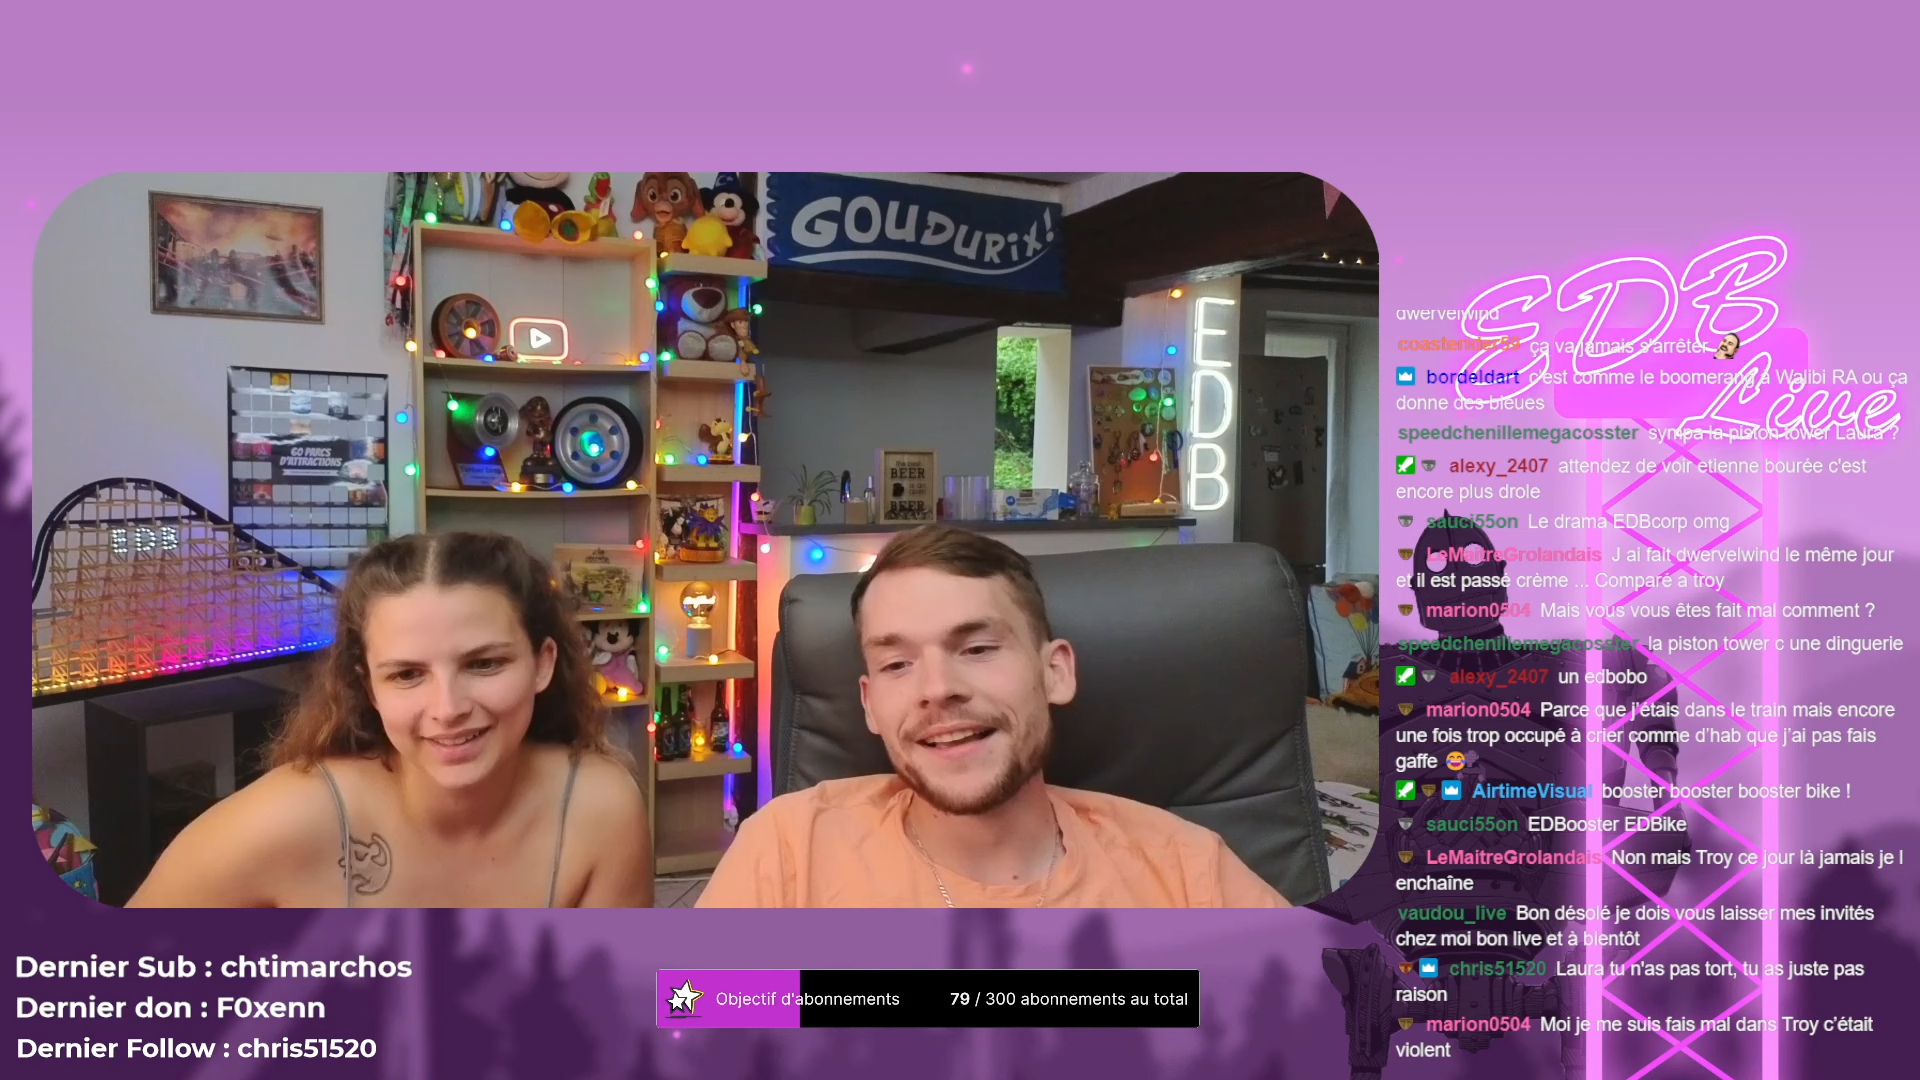 GOUDURiX!
EDB
60 PARCS
D'ATTRACTIONS
EDB
BEER
BEER
EDB
Live
dwervelwind
coasterider59 ça va jamais s'arrêter
bordeldart c'est comme le boomerang à Walibi RA ou ça
donne des bleues
speedchenillemegacosster sympa la piston tower Laura ?
alexy_2407 attendez de voir etienne bourée c'est
encore plus drole
sauci55on Le drama EDBcorp omg
LeMaitreGrolandais J ai fait dwervelwind le même jour
et il est passé crème ... Comparé a troy
marion0504 Mais vous vous êtes fait mal comment ?
speedchenillemegacosster la piston tower c une dinguerie
alexy_2407 un edbobo
marion0504 Parce que j'étais dans le train mais encore
une fois trop occupé à crier comme d'hab que j'ai pas fais
gaffe 😂
AirtimeVisual booster booster booster bike !
sauci55on EDBooster EDBike
LeMaitreGrolandais Non mais Troy ce jour là jamais je l
enchaîne
vaudou_live Bon désolé je dois vous laisser mes invités
chez moi bon live et à bientôt
chris51520 Laura tu n'as pas tort, tu as juste pas
raison
marion0504 Moi je me suis fais mal dans Troy c'était
violent
Dernier Sub : chtimarchos
Dernier don : F0xenn
Dernier Follow : chris51520
Objectif d'abonnements 79 / 300 abonnements au total